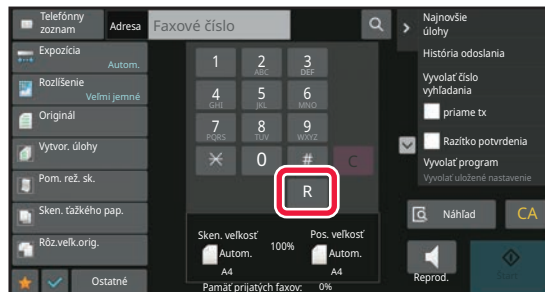 Telefónny
zoznam
Adresa
Faxové číslo
Najnovšie
úlohy
Expozícia
Autom.
Rozlíšenie
Veľmi jemné
Originál
Vytvor. úlohy
Pom. rež. sk.
Sken. ťažkého pap.
Rôz.veľk.orig.
Ostatné
1
2
ABC
3
DEF
4
GHI
5
JKL
6
MNO
7
PQRS
8
TUV
9
WXYZ
0
#
C
R
Sken. veľkosť
100%
Pos. veľkosť
Autom.
A4
Autom.
A4
Pamäť prijatých faxov: 0%
História odoslania
Vyvolať číslo
vyhľadania
priame tx
Razítko potvrdenia
Vyvolať program
Vyvolať uložené nastavenie
Náhľad
CA
Reprod.
Štart